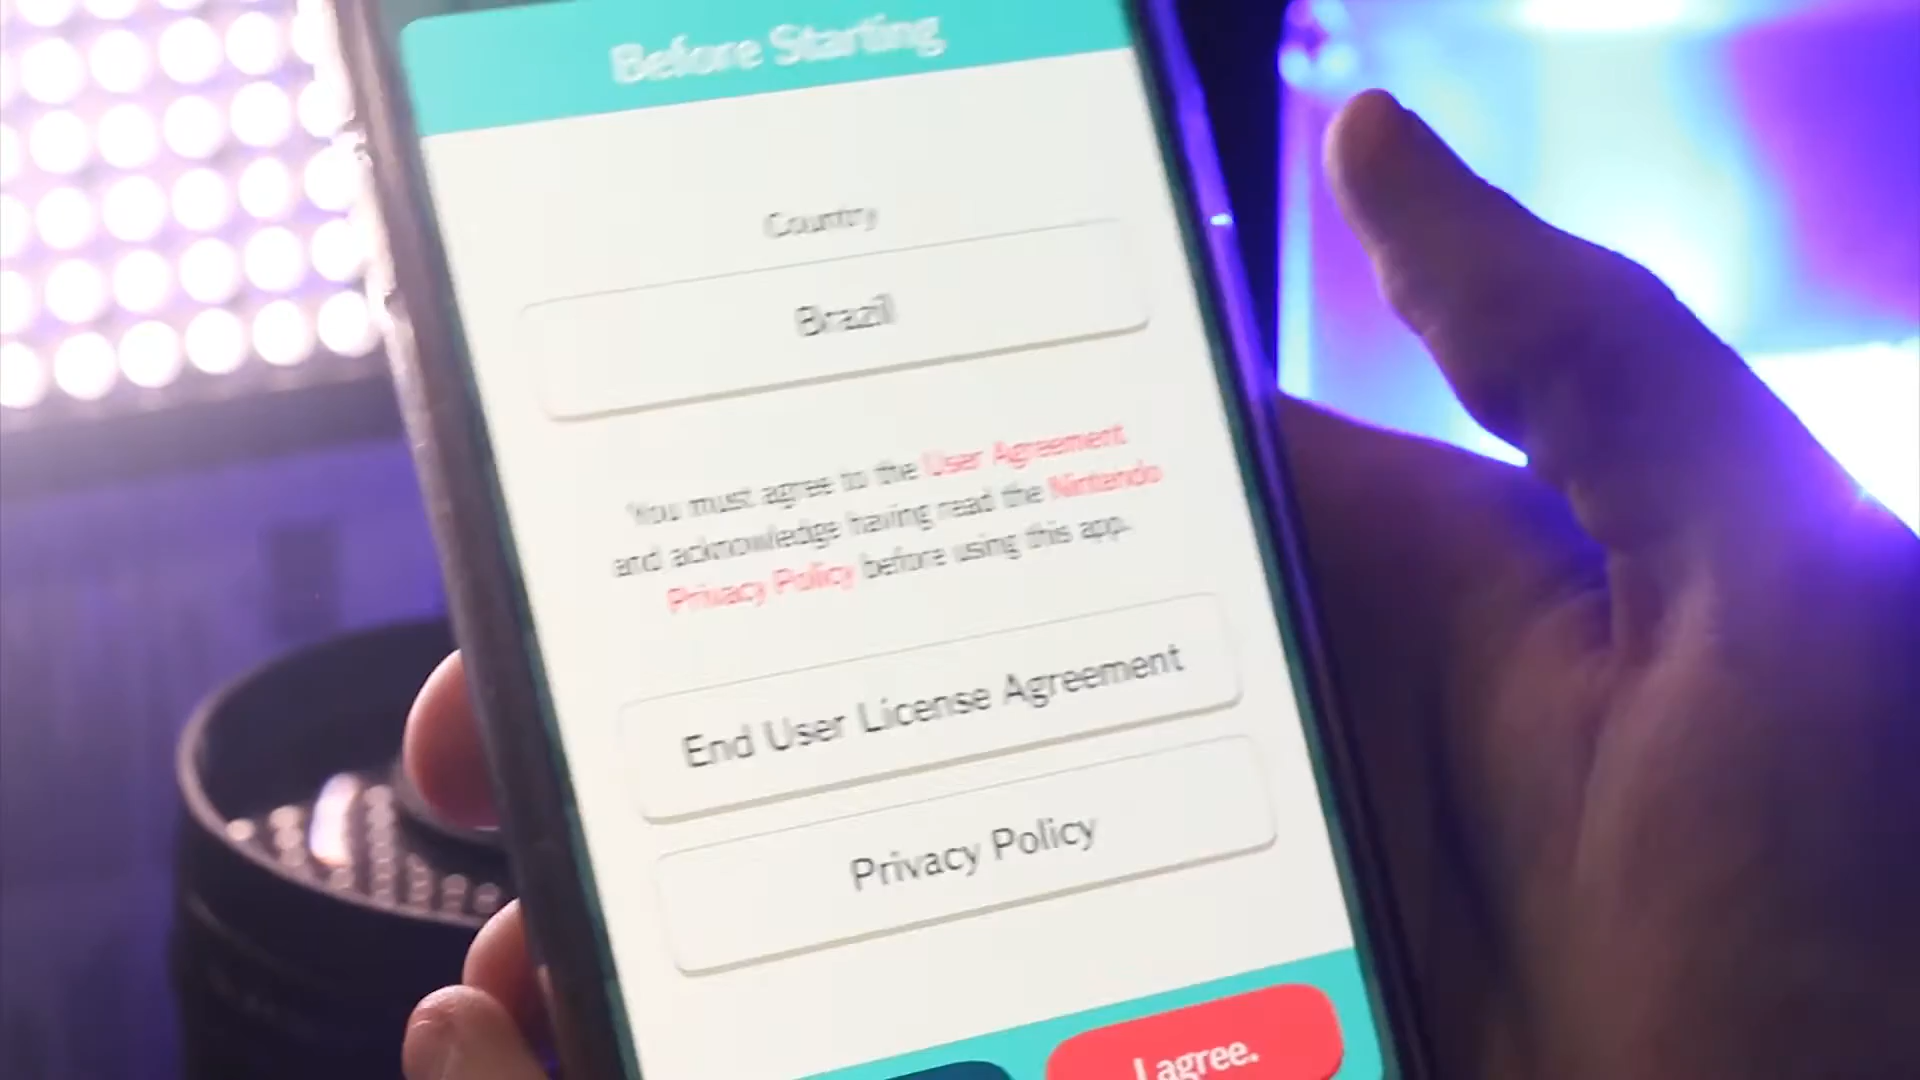 Before Starting
Country
Brazil
You must agree to the User Agreement
and acknowledge having read the Nintendo
Privacy Policy before using this app.
End User License Agreement
Privacy Policy
I agree.